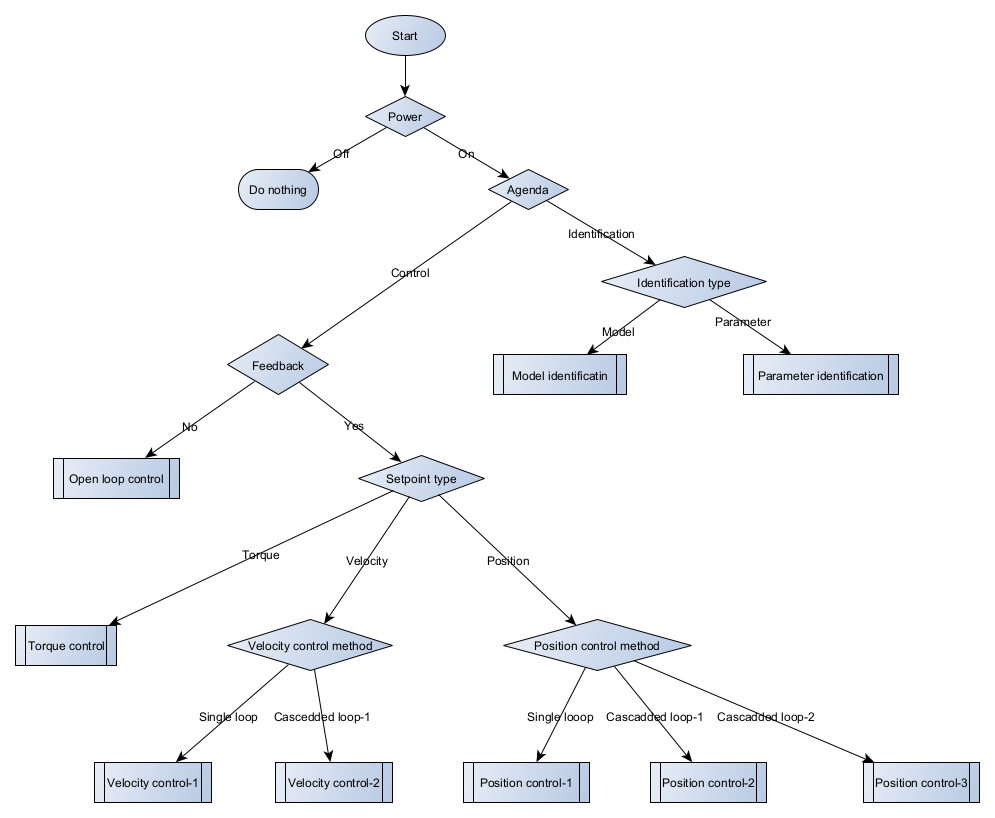 Start
Power
Off
On
Do nothing
Agenda
Identification
Control
Identification type
Model
Parameter
Feedback
Model identificatin
Parameter identification
No
Yes
Open loop control
Setpoint type
Torque
Velocity
Position
Torque control
Velocity control method
Position control method
Single loop
Cascedded loop-1
Single looop
Cascadded loop-1
Cascadded loop-2
Velocity control-1
Velocity control-2
Position control-1
Position control-2
Position control-3